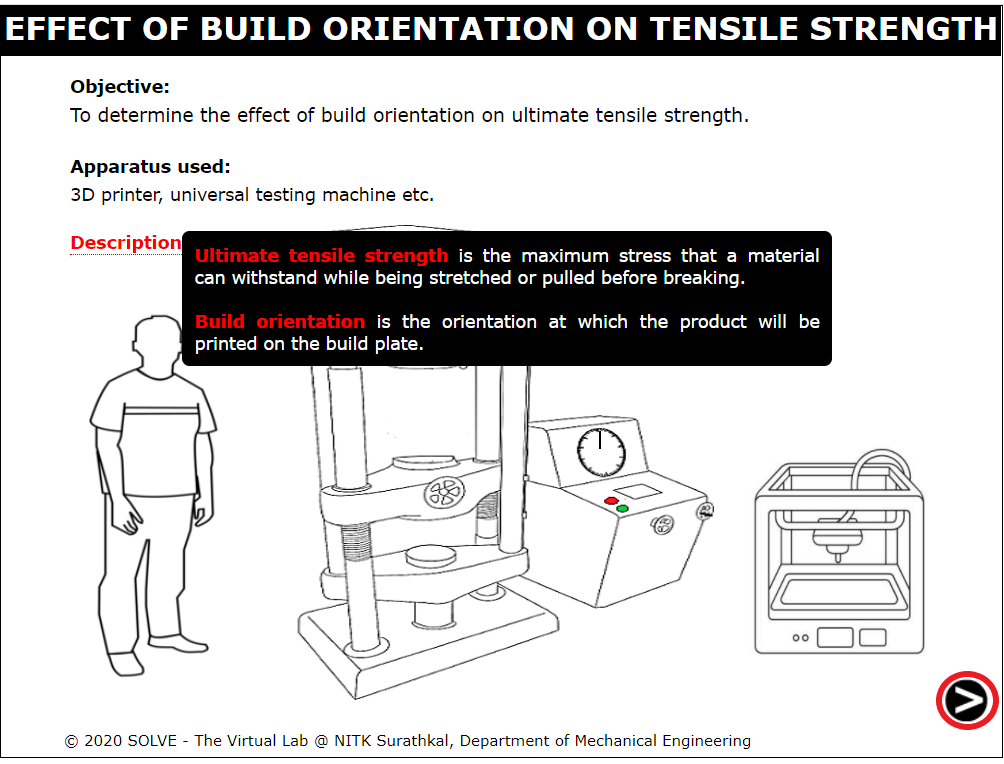 EFFECT OF BUILD ORIENTATION ON TENSILE STRENGTH
Objective:
To determine the effect of build orientation on ultimate tensile strength.
Apparatus used:
3D printer, universal testing machine etc.
Description
Ultimate tensile strength is the maximum stress that a material
can withstand while being stretched or pulled before breaking.
Build orientation is the orientation at which the product will be
printed on the build plate.
© 2020 SOLVE - The Virtual Lab @ NITK Surathkal, Department of Mechanical Engineering